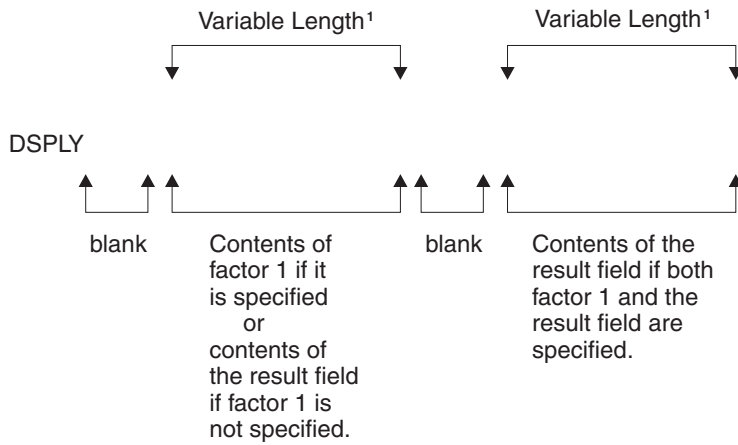 Variable Length¹
Variable Length¹
DSPLY
blank
Contents of
factor 1 if it
is specified
or
contents of
the result field
if factor 1 is
not specified.
blank
Contents of the
result field if both
factor 1 and the
result field are
specified.